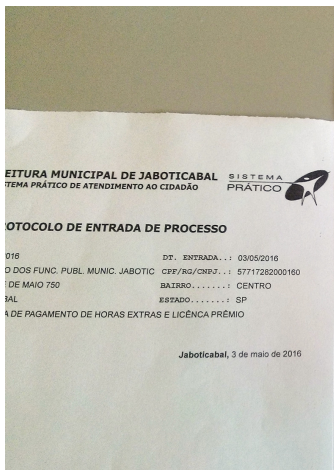 EITURA MUNICIPAL DE JABOTICABAL
STEMA PRÁTICO DE ATENDIMENTO AO CIDADÃO
SISTEMA
PRÁTICO
OTOCOLO DE ENTRADA DE PROCESSO
016 DT. ENTRADA..: 03/05/2016
O DOS FUNC. PUBL. MUNIC. JABOTIC CPF/RG/CNPJ..: 57717282000160
E DE MAIO 750 BAIRRO.......: CENTRO
BAL ESTADO.......: SP
A DE PAGAMENTO DE HORAS EXTRAS E LICÊNCA PRÊMIO
Jaboticabal, 3 de maio de 2016